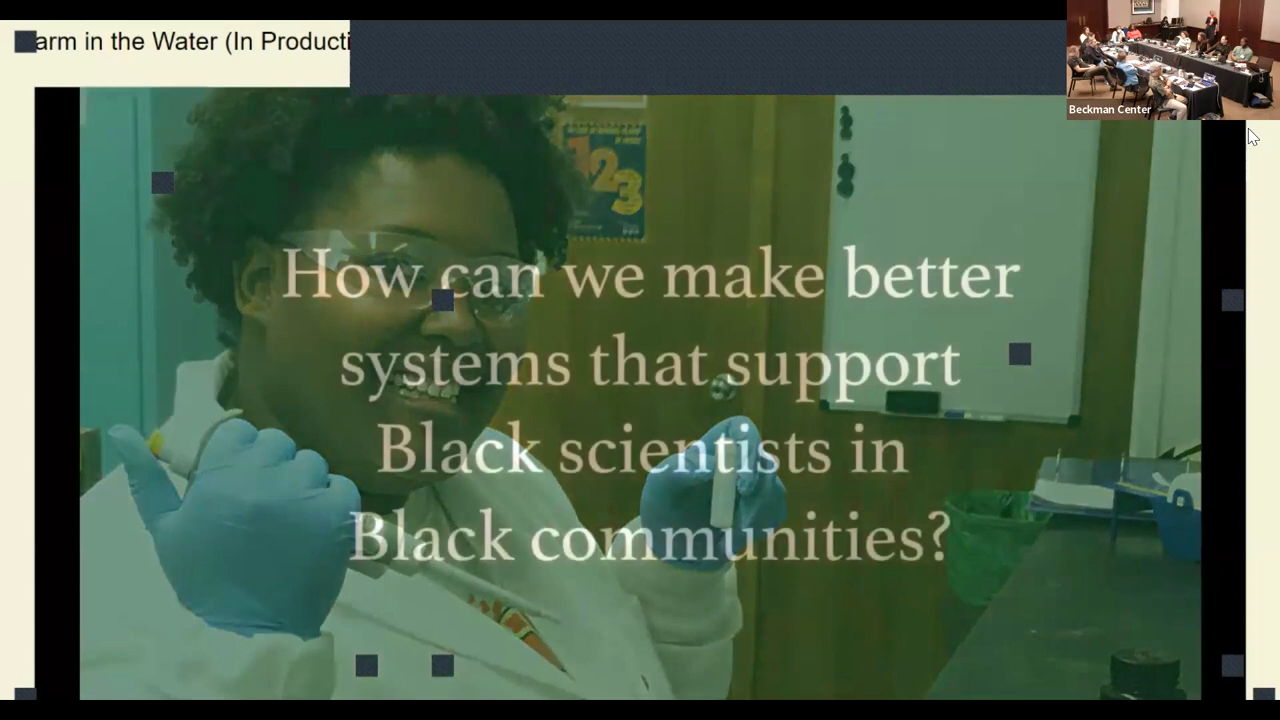 arm in the Water (In Producti
Beckman Center
123
How can we make better
systems that support
Black scientists in
Black communities?